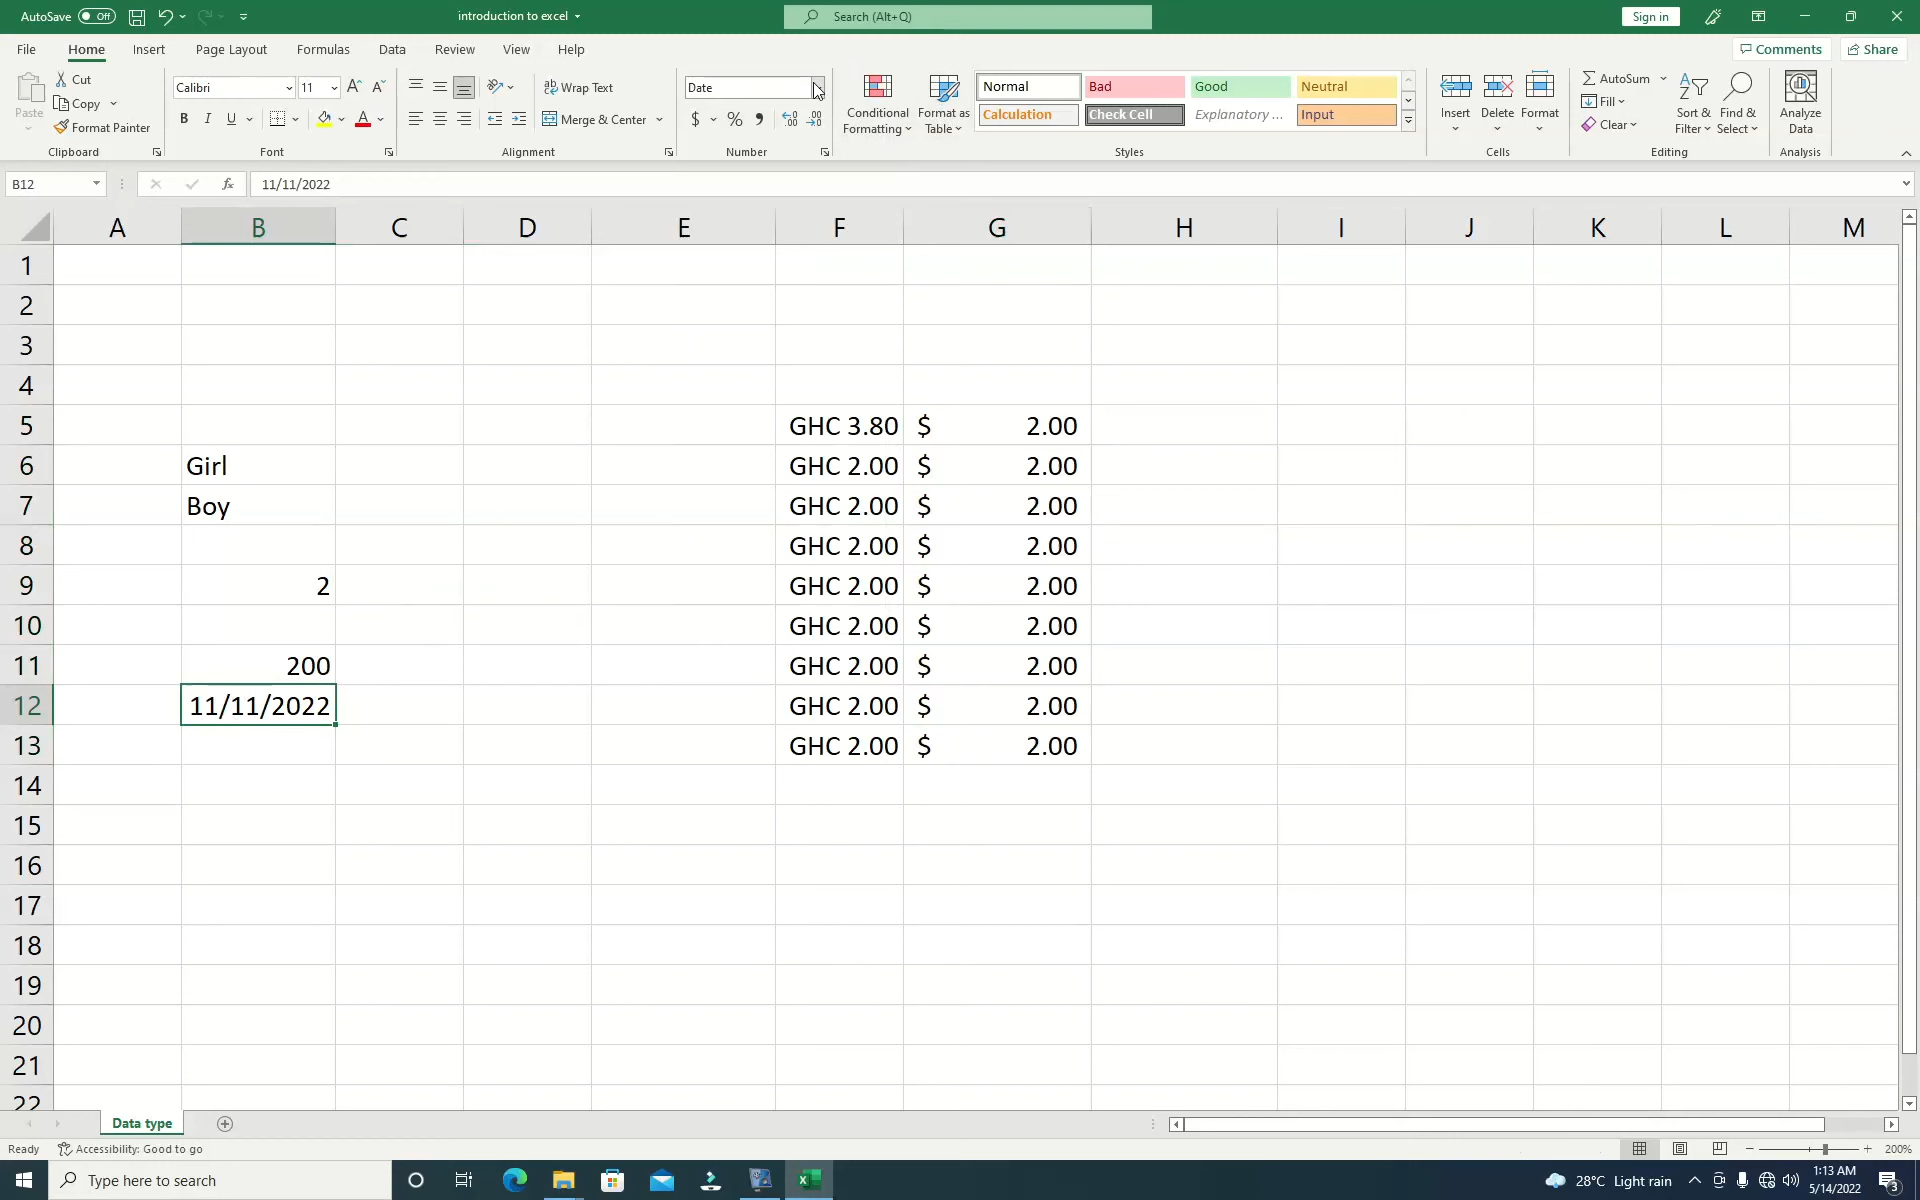 AutoSave Off introduction to excel Search (Alt+Q) Sign in
File Home Insert Page Layout Formulas Data Review View Help Comments Share
Paste Cut Copy Format Painter Clipboard
Calibri 11 A A B I U A Font
Wrap Text Merge & Center Alignment
Date $ % 9 .00 .00 Number
Conditional Formatting Format as Table
Normal Bad Good Neutral
Calculation Check Cell Explanatory ... Input
Styles
Insert Delete Format Cells
AutoSum Fill Clear Sort & Filter Find & Select Editing
Analyze Data Analysis
B12 fx 11/11/2022
A B C D E F G H I J K L M
1
2
3
4
5 GHC 3.80 $ 2.00
6 Girl GHC 2.00 $ 2.00
7 Boy GHC 2.00 $ 2.00
8 GHC 2.00 $ 2.00
9 2 GHC 2.00 $ 2.00
10 GHC 2.00 $ 2.00
11 200 GHC 2.00 $ 2.00
12 11/11/2022 GHC 2.00 $ 2.00
13 GHC 2.00 $ 2.00
14
15
16
17
18
19
20
21
22
Data type
Ready Accessibility: Good to go 200%
Type here to search 28°C Light rain 1:13 AM
5/14/2022 3